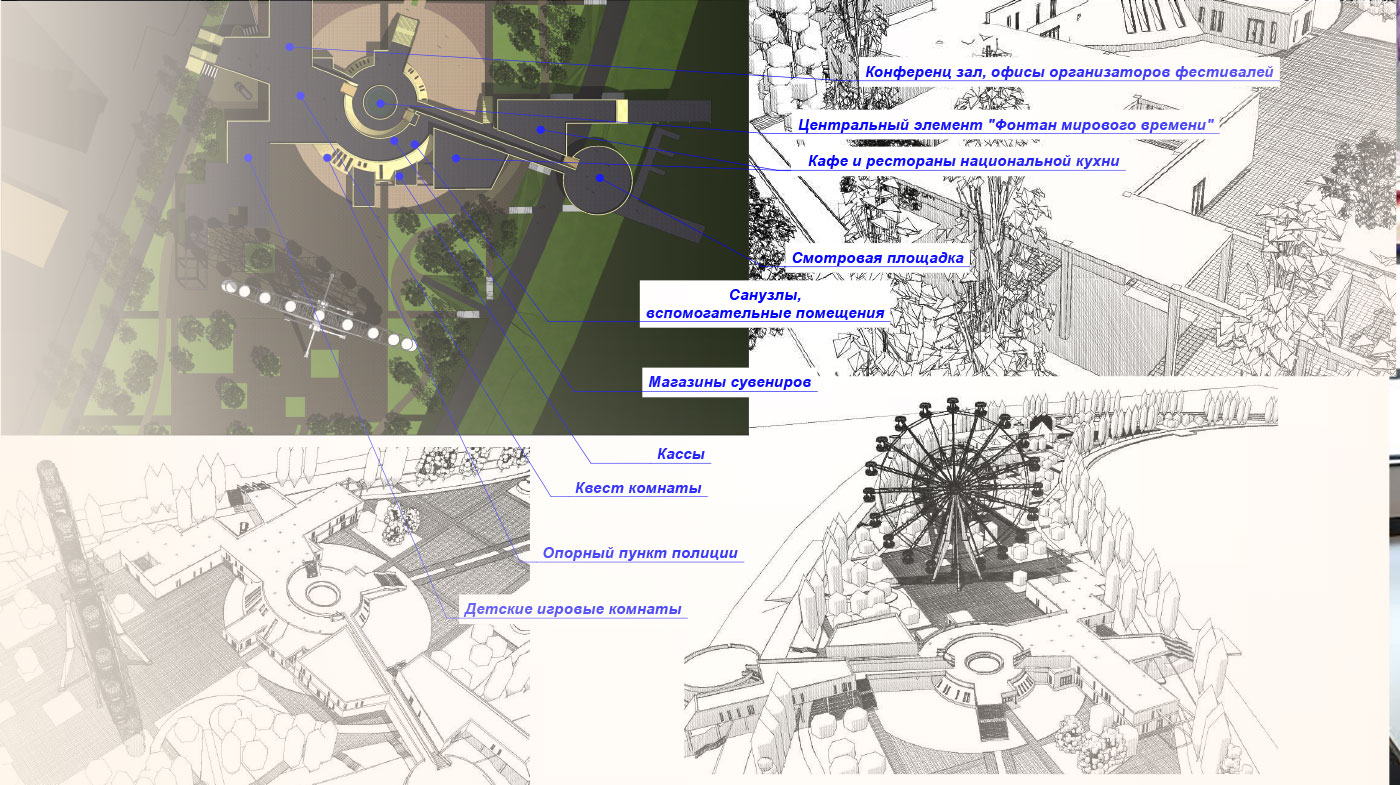 Конференц зал, офисы организаторов фестивалей
Центральный элемент "Фонтан мирового времени"
Кафе и рестораны национальной кухни
Смотровая площадка
Санузлы,
вспомогательные помещения
Магазины сувениров
Кассы
Квест комнаты
Опорный пункт полиции
Детские игровые комнаты